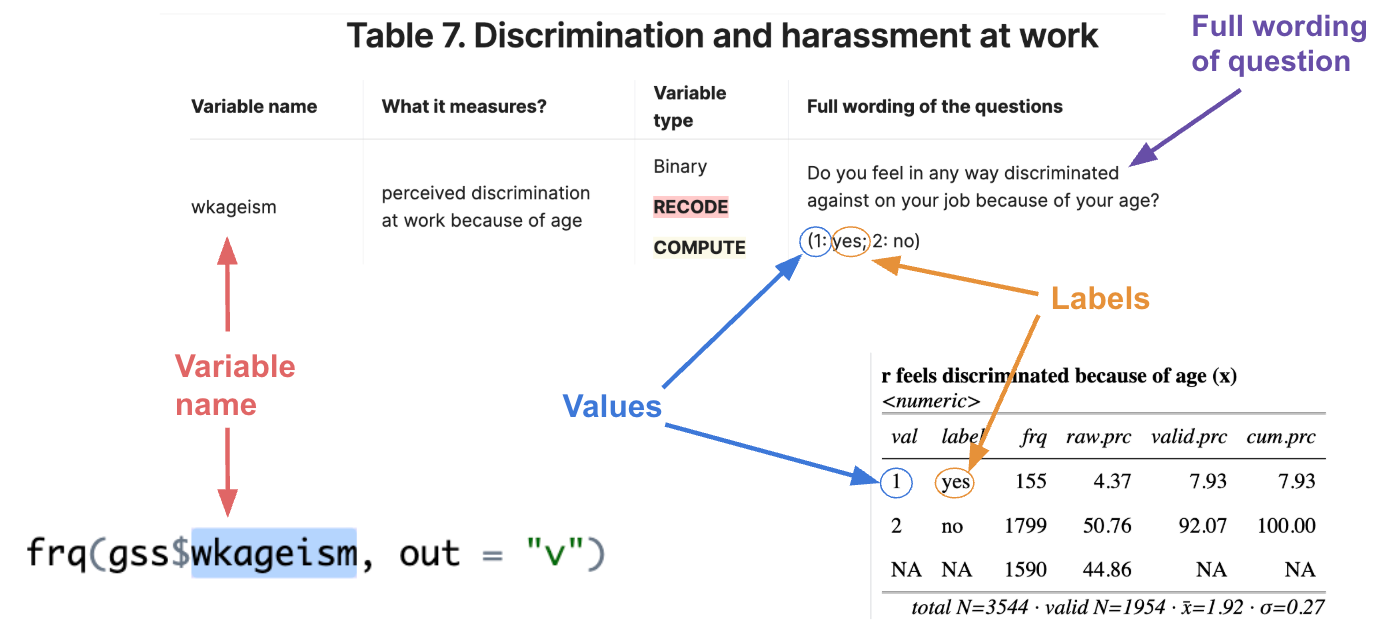 Table 7. Discrimination and harassment at work
Full wording
of question
Variable name
What it measures?
Variable
type
Full wording of the questions
wkageism
perceived discrimination
at work because of age
Binary
RECODE
COMPUTE
Do you feel in any way discriminated
against on your job because of your age?
(1: yes; 2: no)
Labels
Variable
name
Values
r feels discriminated because of age (x)
<numeric>
val label frq raw.prc valid.prc cum.prc
1 yes 155 4.37 7.93 7.93
2 no 1799 50.76 92.07 100.00
NA NA 1590 44.86 NA NA
total N=3544 · valid N=1954 · x̄=1.92 · σ=0.27
frq(gss$wkageism, out = "v")